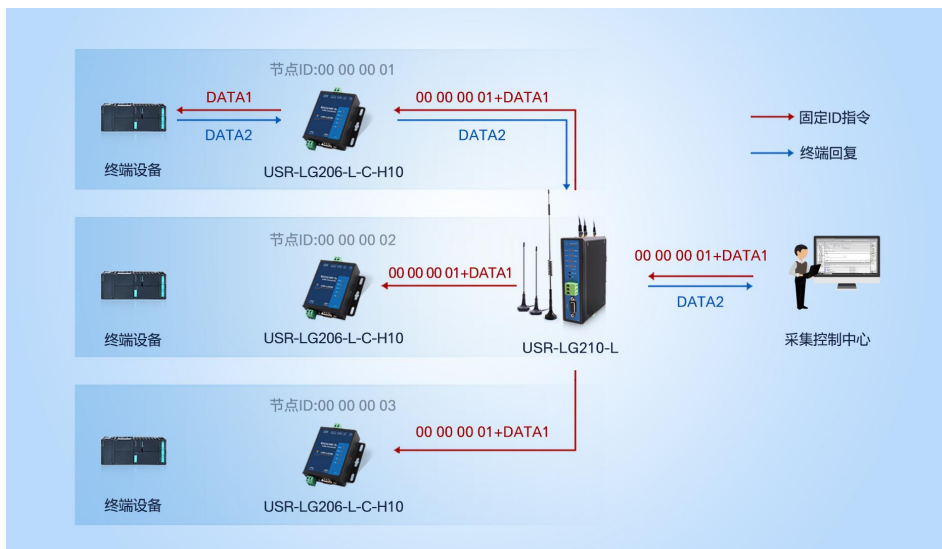 节点ID:00 00 00 01
DATA1
00 00 00 01+DATA1
DATA2
DATA2
终端设备
USR-LG206-L-C-H10
固定ID指令
终端回复
节点ID:00 00 00 02
00 00 00 01+DATA1
终端设备
USR-LG206-L-C-H10
USR-LG210-L
00 00 00 01+DATA1
DATA2
采集控制中心
节点ID:00 00 00 03
00 00 00 01+DATA1
终端设备
USR-LG206-L-C-H10